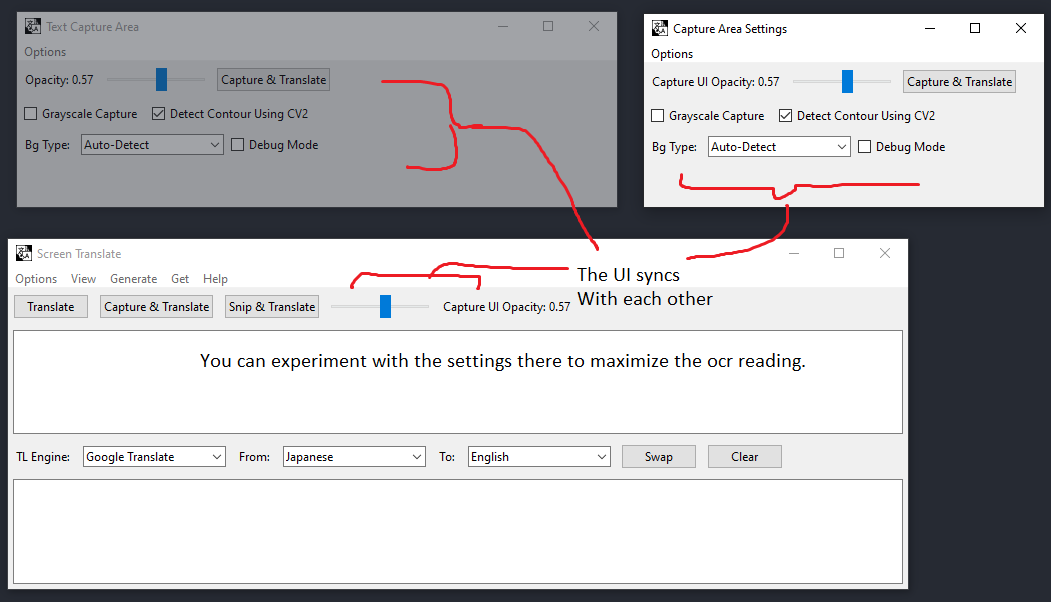 Text Capture Area
Options
Opacity: 0.57
Capture & Translate
Grayscale Capture
Detect Contour Using CV2
Bg Type:
Auto-Detect
Debug Mode
Capture Area Settings
Options
Capture UI Opacity: 0.57
Capture & Translate
Grayscale Capture
Detect Contour Using CV2
Bg Type:
Auto-Detect
Debug Mode
Screen Translate
Options View Generate Get Help
Translate
Capture & Translate
Snip & Translate
Capture UI Opacity: 0.57
The UI syncs
With each other
You can experiment with the settings there to maximize the ocr reading.
TL Engine:
Google Translate
From:
Japanese
To:
English
Swap
Clear